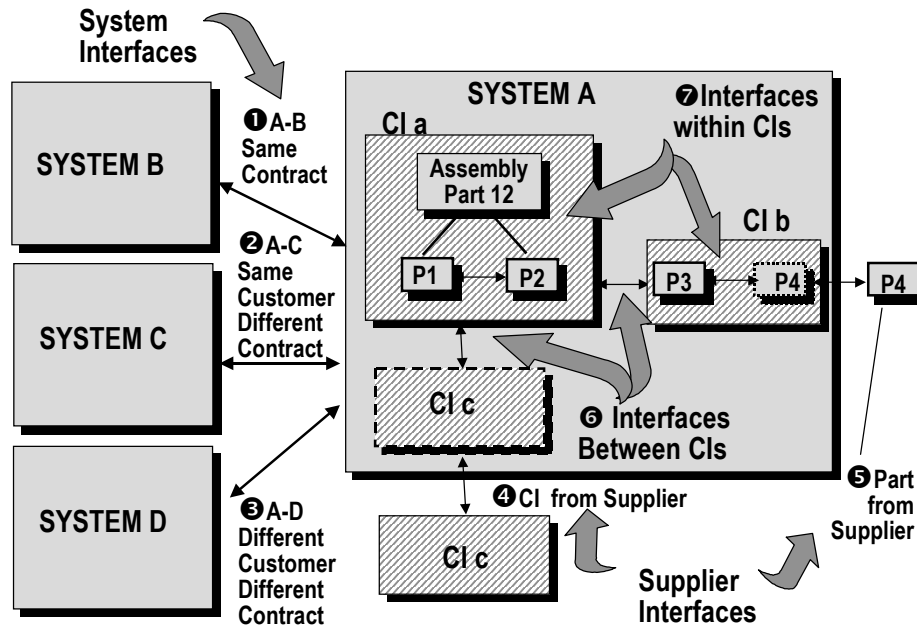 System
Interfaces
SYSTEM B
❶A-B
Same
Contract
SYSTEM C
❷A-C
Same
Customer
Different
Contract
SYSTEM D
❸A-D
Different
Customer
Different
Contract
SYSTEM A
CI a
Assembly
Part 12
P1
P2
❼Interfaces
within CIs
CI b
P3
P4
P4
CI c
❻ Interfaces
Between CIs
❹CI from Supplier
CI c
❺Part
from
Supplier
Supplier
Interfaces